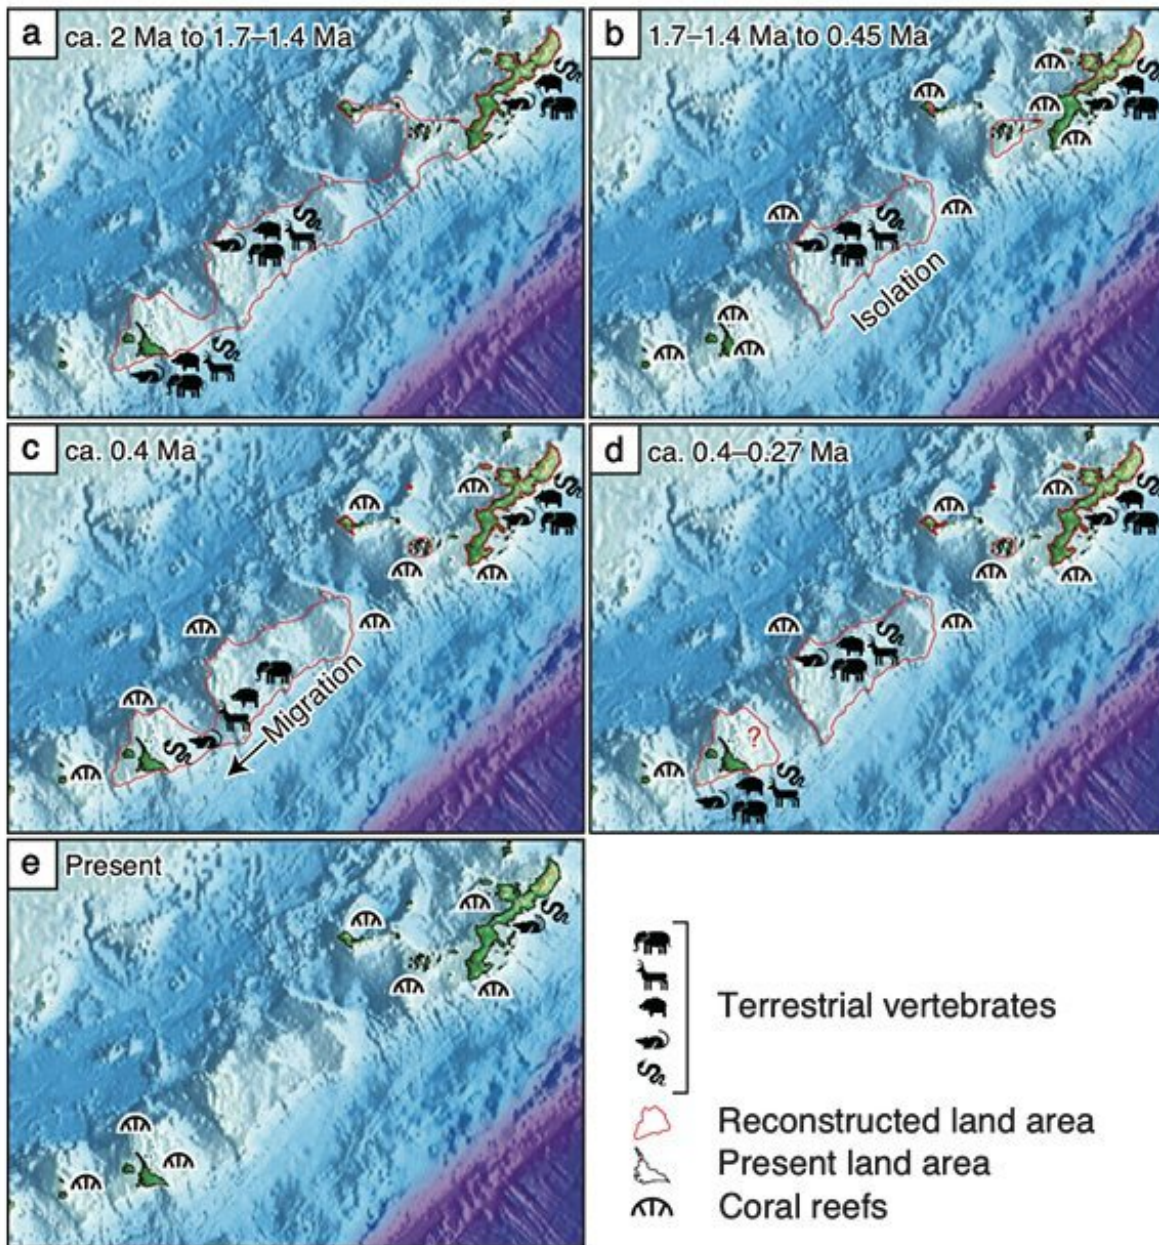 a ca. 2 Ma to 1.7–1.4 Ma
b 1.7–1.4 Ma to 0.45 Ma
Isolation
c ca. 0.4 Ma
Migration
d ca. 0.4–0.27 Ma
?
e Present
Terrestrial vertebrates
Reconstructed land area
Present land area
Coral reefs